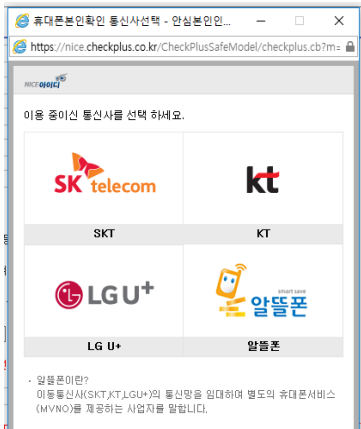 휴대폰본인확인 통신사선택 - 안심본인인...
https://nice.checkplus.co.kr/CheckPlusSafeModel/checkplus.cb?m=
NICE 아이디
이용 중이신 통신사를 선택 하세요.
SK telecom
kt
SKT
KT
LG U+
smart save
알뜰폰
LG U+
알뜰폰
· 알뜰폰이란?
이동통신사(SKT,KT,LGU+)의 통신망을 임대하여 별도의 휴대폰서비스
(MVNO)를 제공하는 사업자를 말합니다.